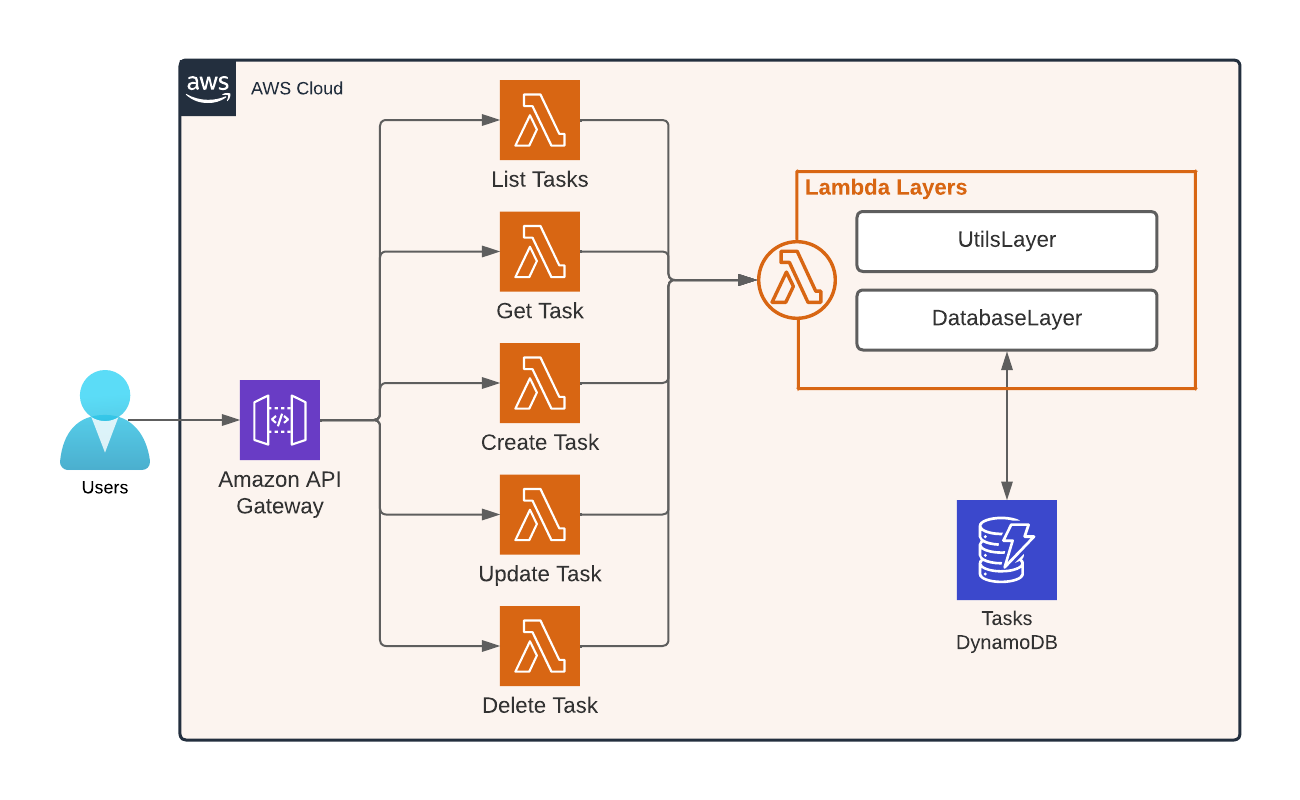 aws
AWS Cloud
List Tasks
Lambda Layers
UtilsLayer
Get Task
DatabaseLayer
Create Task
Users
Amazon API
Gateway
</>
Update Task
Tasks
DynamoDB
Delete Task